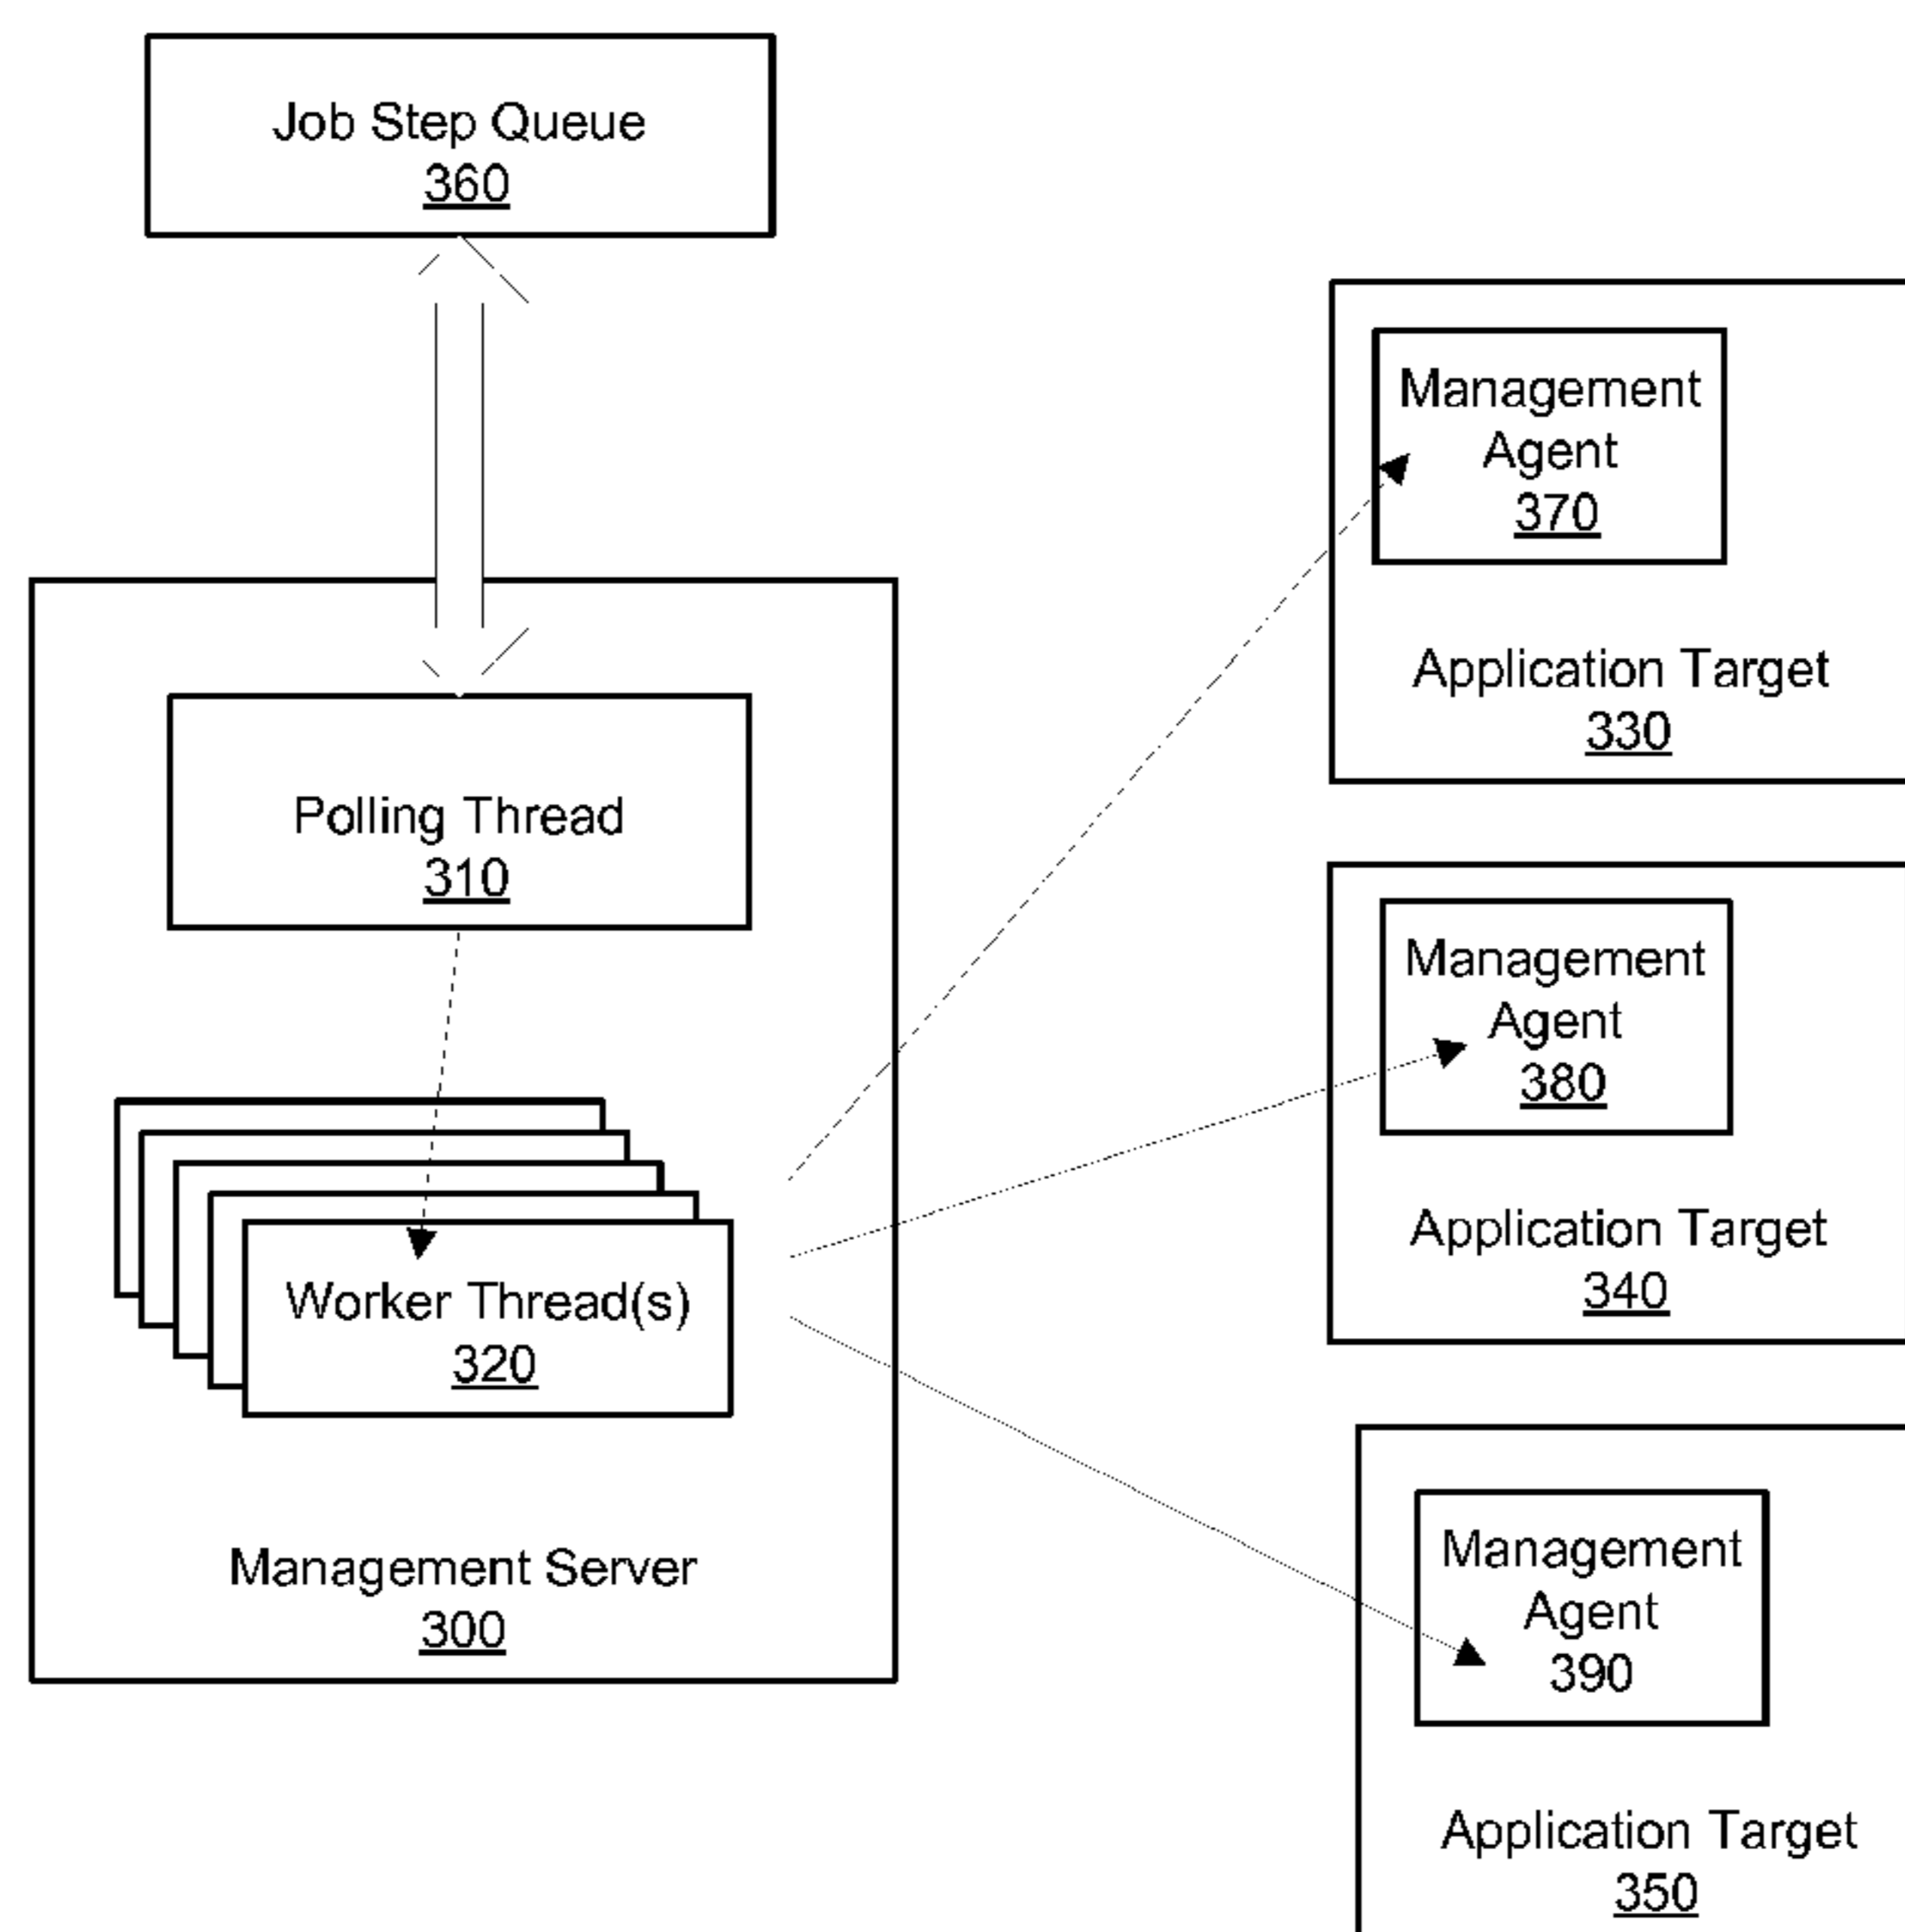 Job Step Queue
360
Polling Thread
310
Worker Thread(s)
320
Management Server
300
Management
Agent
370
Application Target
330
Management
Agent
380
Application Target
340
Management
Agent
390
Application Target
350